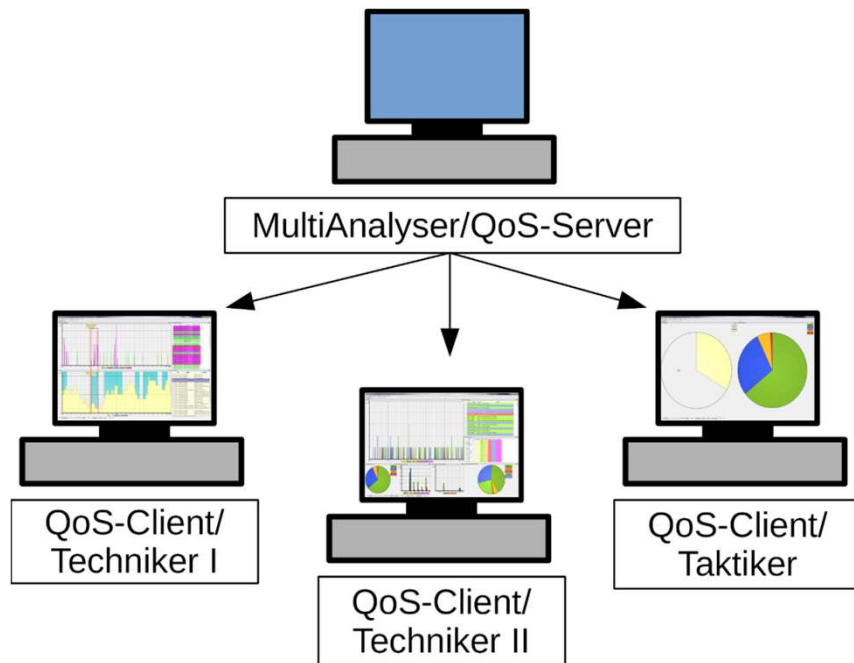 MultiAnalyser/QoS-Server
QoS-Client/
Techniker I
QoS-Client/
Techniker II
QoS-Client/
Taktiker